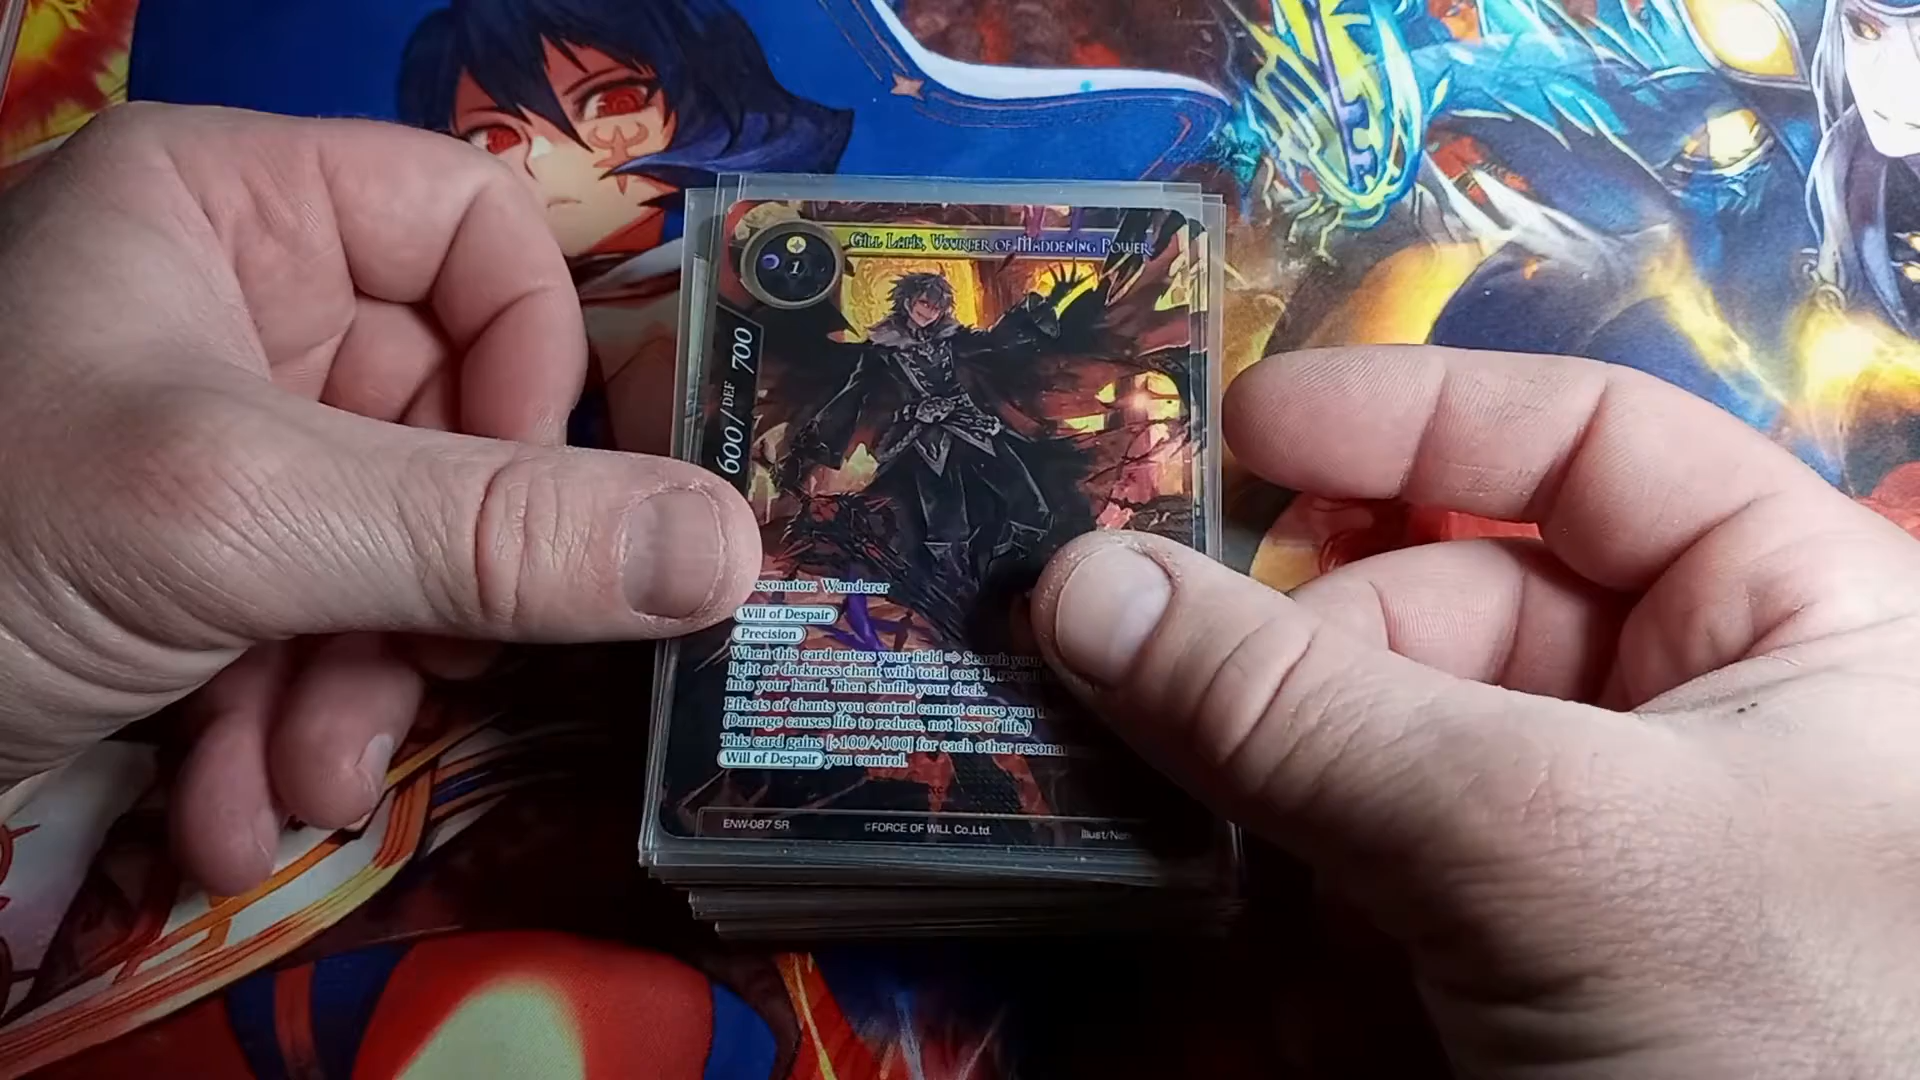 1
Gill Lapis, Usurper of Maddening Power
600/DEF 700
esonator: Wanderer
Will of Despair
Precision
When this card enters your field ⇨ Search you
light or darkness chant with total cost 1, reveal
into your hand. Then shuffle your deck.
Effects of chants you control cannot cause you
(Damage causes life to reduce, not loss of life.)
This card gains [+100/+100] for each other resona
Will of Despair you control.
ENW-087 SR
©FORCE OF WILL Co.,Ltd.
Illust/